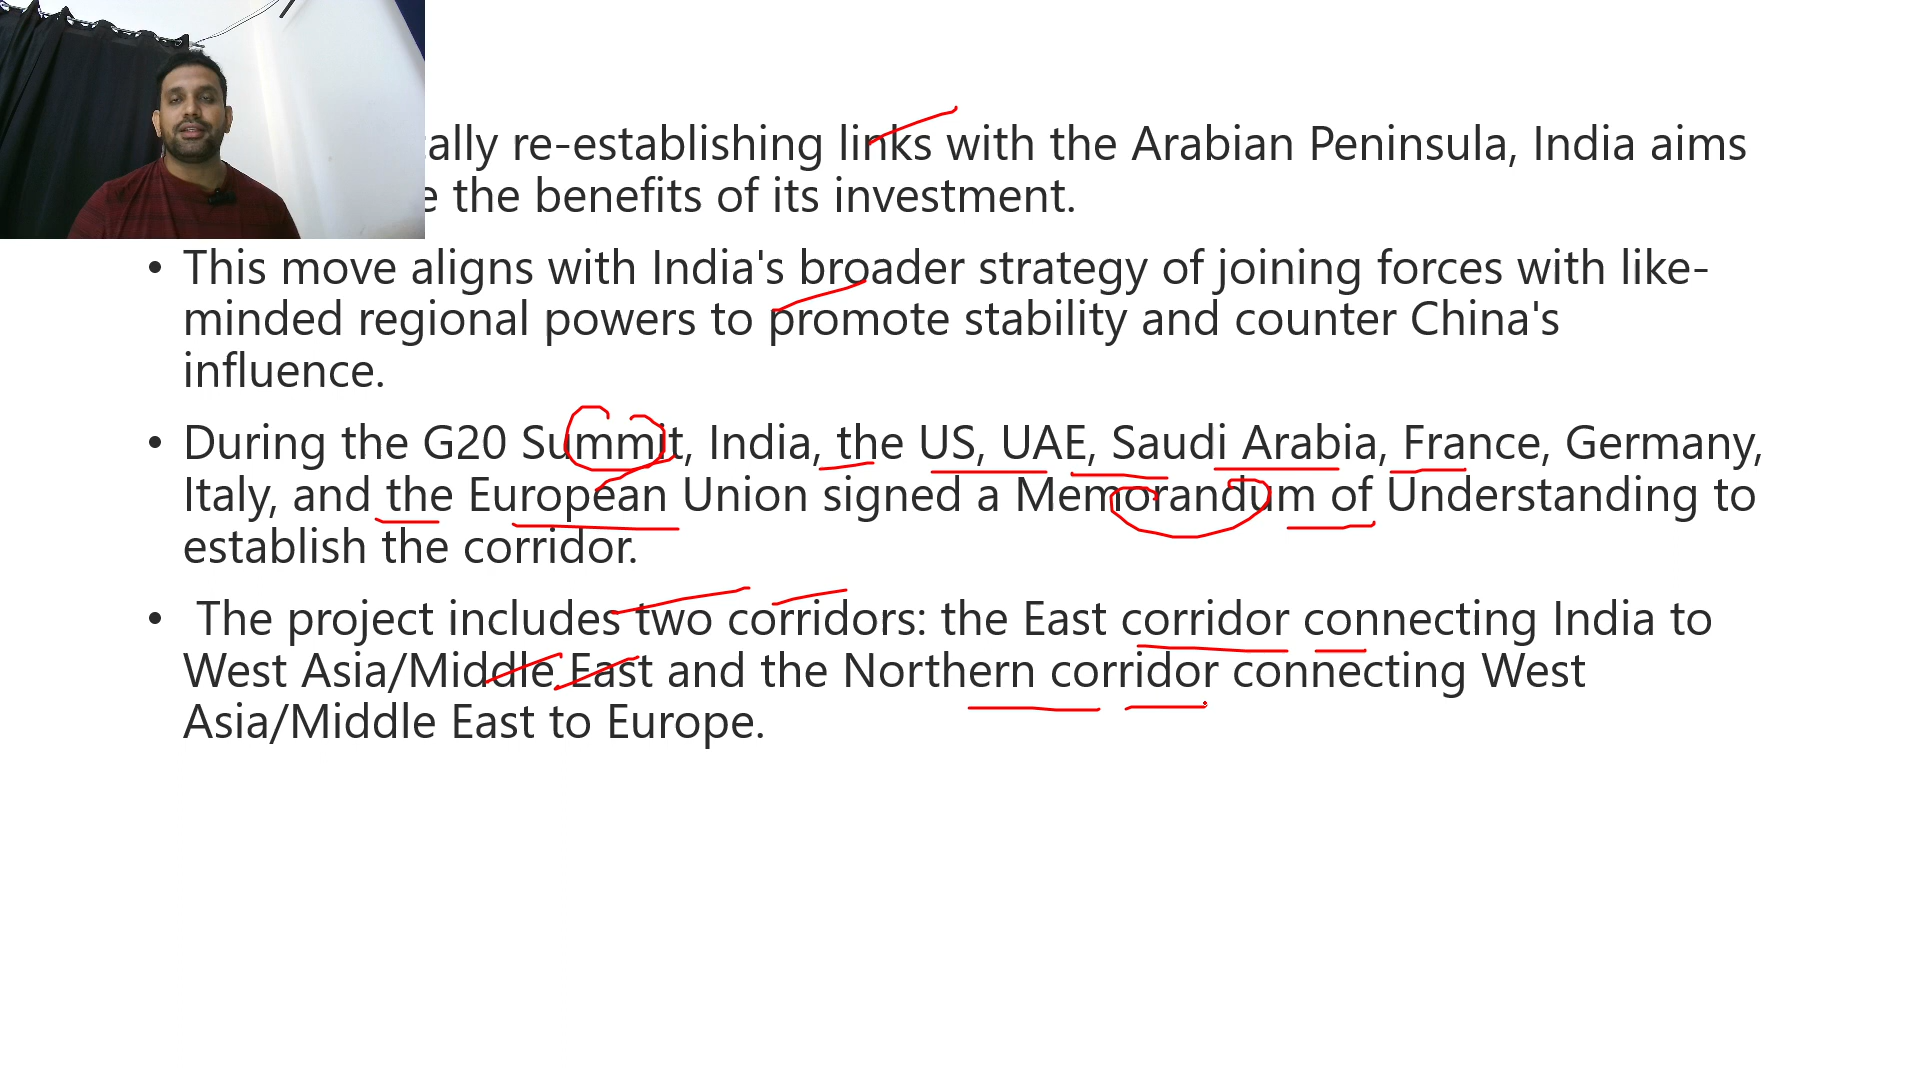 re-establishing links with the Arabian Peninsula, India aims
the benefits of its investment.
• This move aligns with India's broader strategy of joining forces with like-
minded regional powers to promote stability and counter China's
influence.
• During the G20 Summit, India, the US, UAE, Saudi Arabia, France, Germany,
Italy, and the European Union signed a Memorandum of Understanding to
establish the corridor.
• The project includes two corridors: the East corridor connecting India to
West Asia/Middle East and the Northern corridor connecting West
Asia/Middle East to Europe.